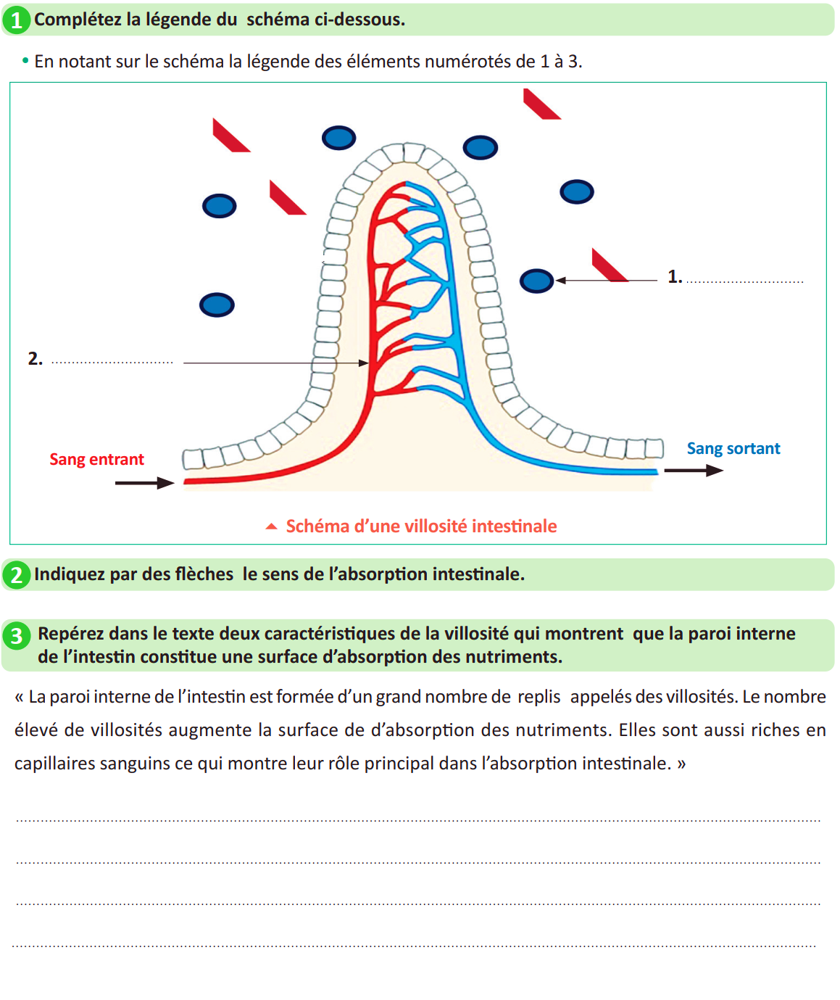 1 Complétez la légende du schéma ci-dessous.
• En notant sur le schéma la légende des éléments numérotés de 1 à 3.
1. ............................
2. ............................
Sang entrant
Sang sortant
Schéma d’une villosité intestinale
2 Indiquez par des flèches le sens de l’absorption intestinale.
3 Repérez dans le texte deux caractéristiques de la villosité qui montrent que la paroi interne
de l’intestin constitue une surface d’absorption des nutriments.
« La paroi interne de l’intestin est formée d’un grand nombre de replis appelés des villosités. Le nombre
élevé de villosités augmente la surface de d’absorption des nutriments. Elles sont aussi riches en
capillaires sanguins ce qui montre leur rôle principal dans l’absorption intestinale. »